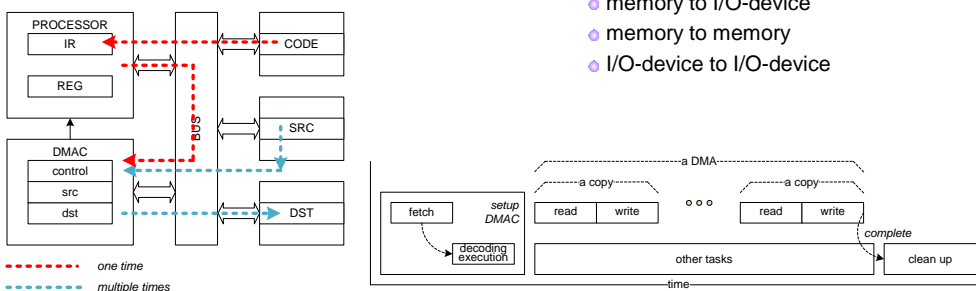 memory to I/O-device
memory to memory
I/O-device to I/O-device
PROCESSOR
IR
REG
DMAC
control
src
dst
BUS
CODE
SRC
DST
one time
multiple times
a DMA
a copy
a copy
fetch
setup
DMAC
decoding
execution
read
write
read
write
complete
other tasks
clean up
time